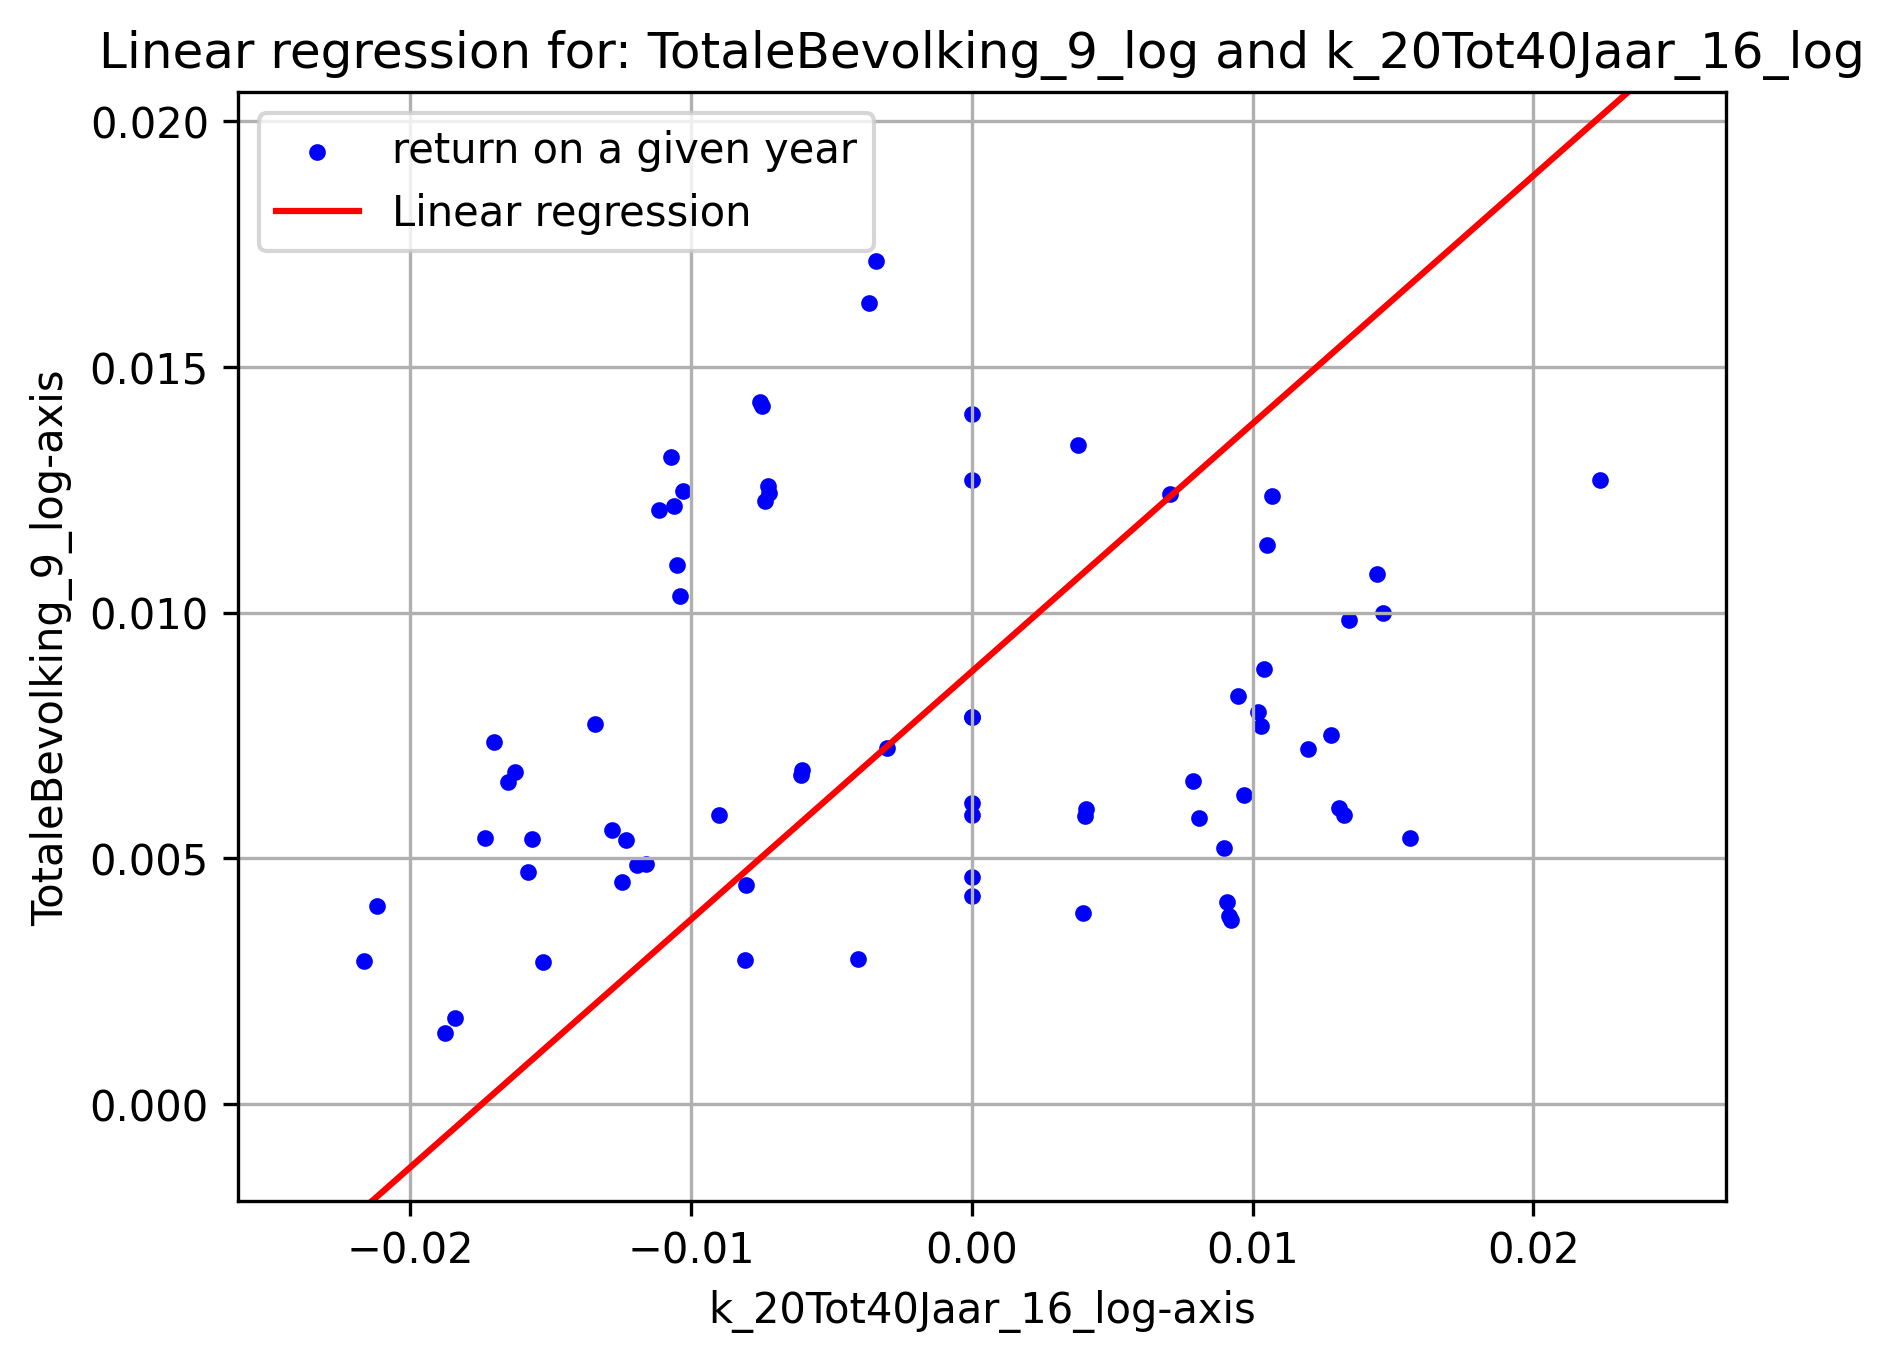 Linear regression for: TotaleBevolking_9_log and k_20Tot40Jaar_16_log
return on a given year
Linear regression
TotaleBevolking_9_log-axis
0.020
0.015
0.010
0.005
0.000
−0.02
−0.01
0.00
0.01
0.02
k_20Tot40Jaar_16_log-axis